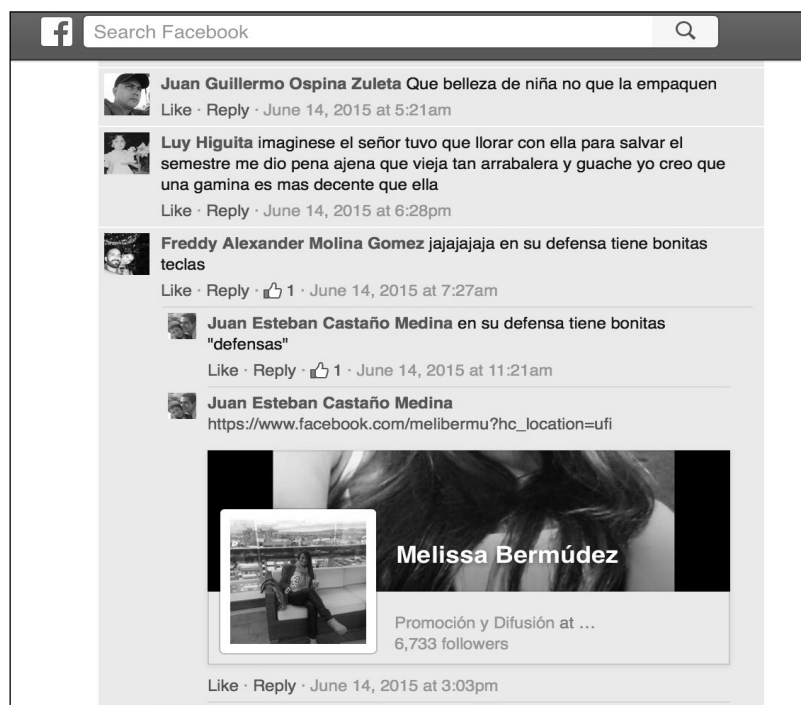 f Search Facebook
Juan Guillermo Ospina Zuleta Que belleza de niña no que la empaquen
Like · Reply · June 14, 2015 at 5:21am
Luy Higuita imaginese el señor tuvo que llorar con ella para salvar el
semestre me dio pena ajena que vieja tan arrabalera y guache yo creo que
una gamina es mas decente que ella
Like · Reply · June 14, 2015 at 6:28pm
Freddy Alexander Molina Gomez jajajajaja en su defensa tiene bonitas
teclas
Like · Reply · 1 · June 14, 2015 at 7:27am
Juan Esteban Castaño Medina en su defensa tiene bonitas
"defensas"
Like · Reply · 1 · June 14, 2015 at 11:21am
Juan Esteban Castaño Medina
https://www.facebook.com/melibermu?hc_location=ufi
Melissa Bermúdez
Promoción y Difusión at ...
6,733 followers
Like · Reply · June 14, 2015 at 3:03pm